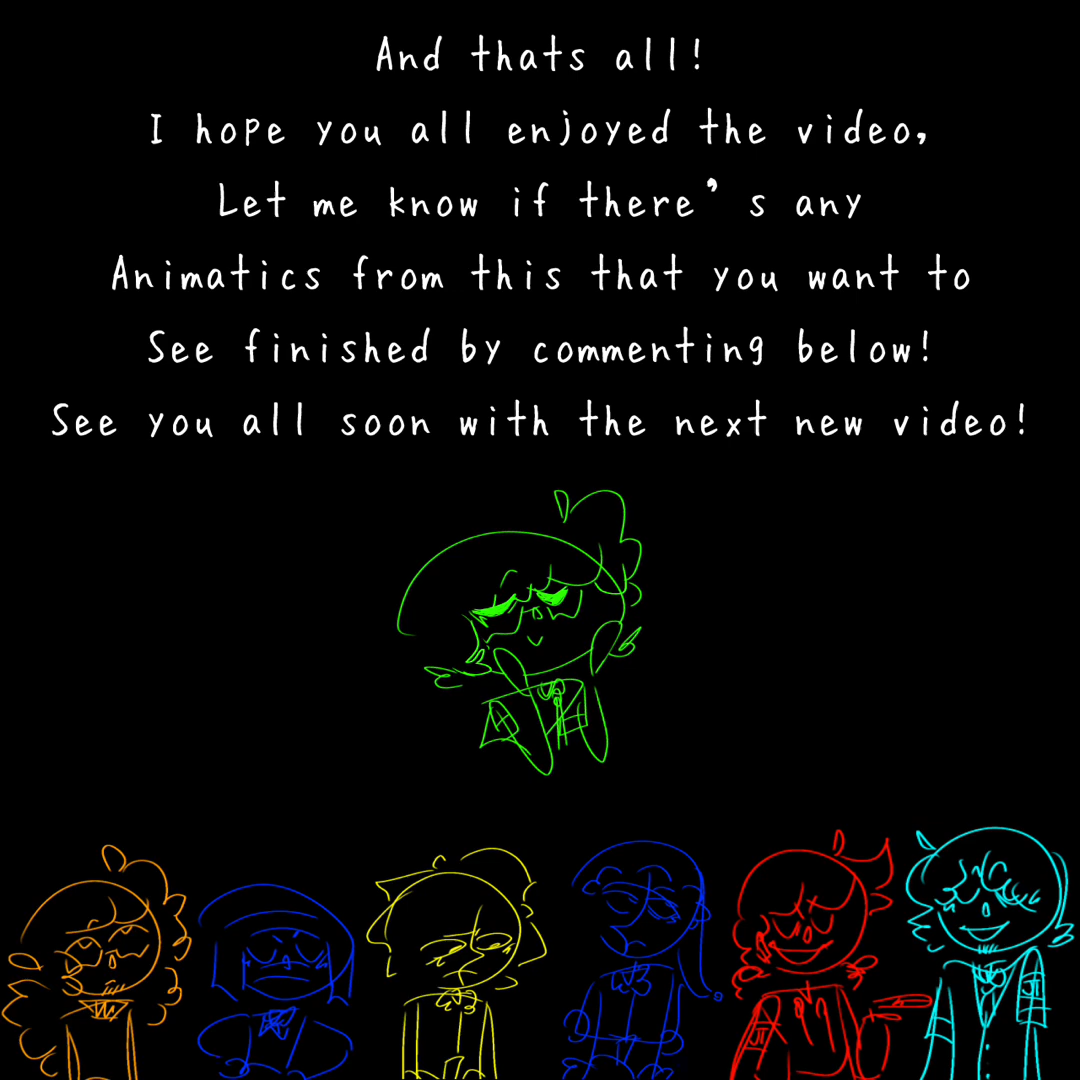 And thats all!
I hope you all enjoyed the video,
Let me know if there's any
Animatics from this that you want to
See finished by commenting below!
See you all soon with the next new video!